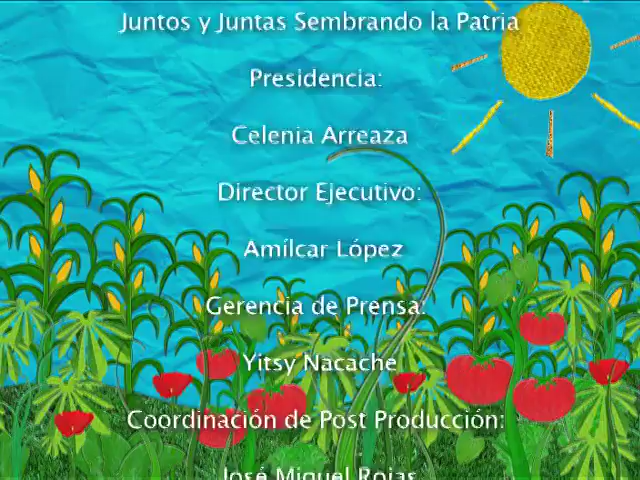 Juntos y Juntas Sembrando la Patria
Presidencia:
Celenia Arreaza
Director Ejecutivo:
Amílcar López
Gerencia de Prensa:
Yitsy Nacache
Coordinación de Post Producción:
José Miguel Rojas